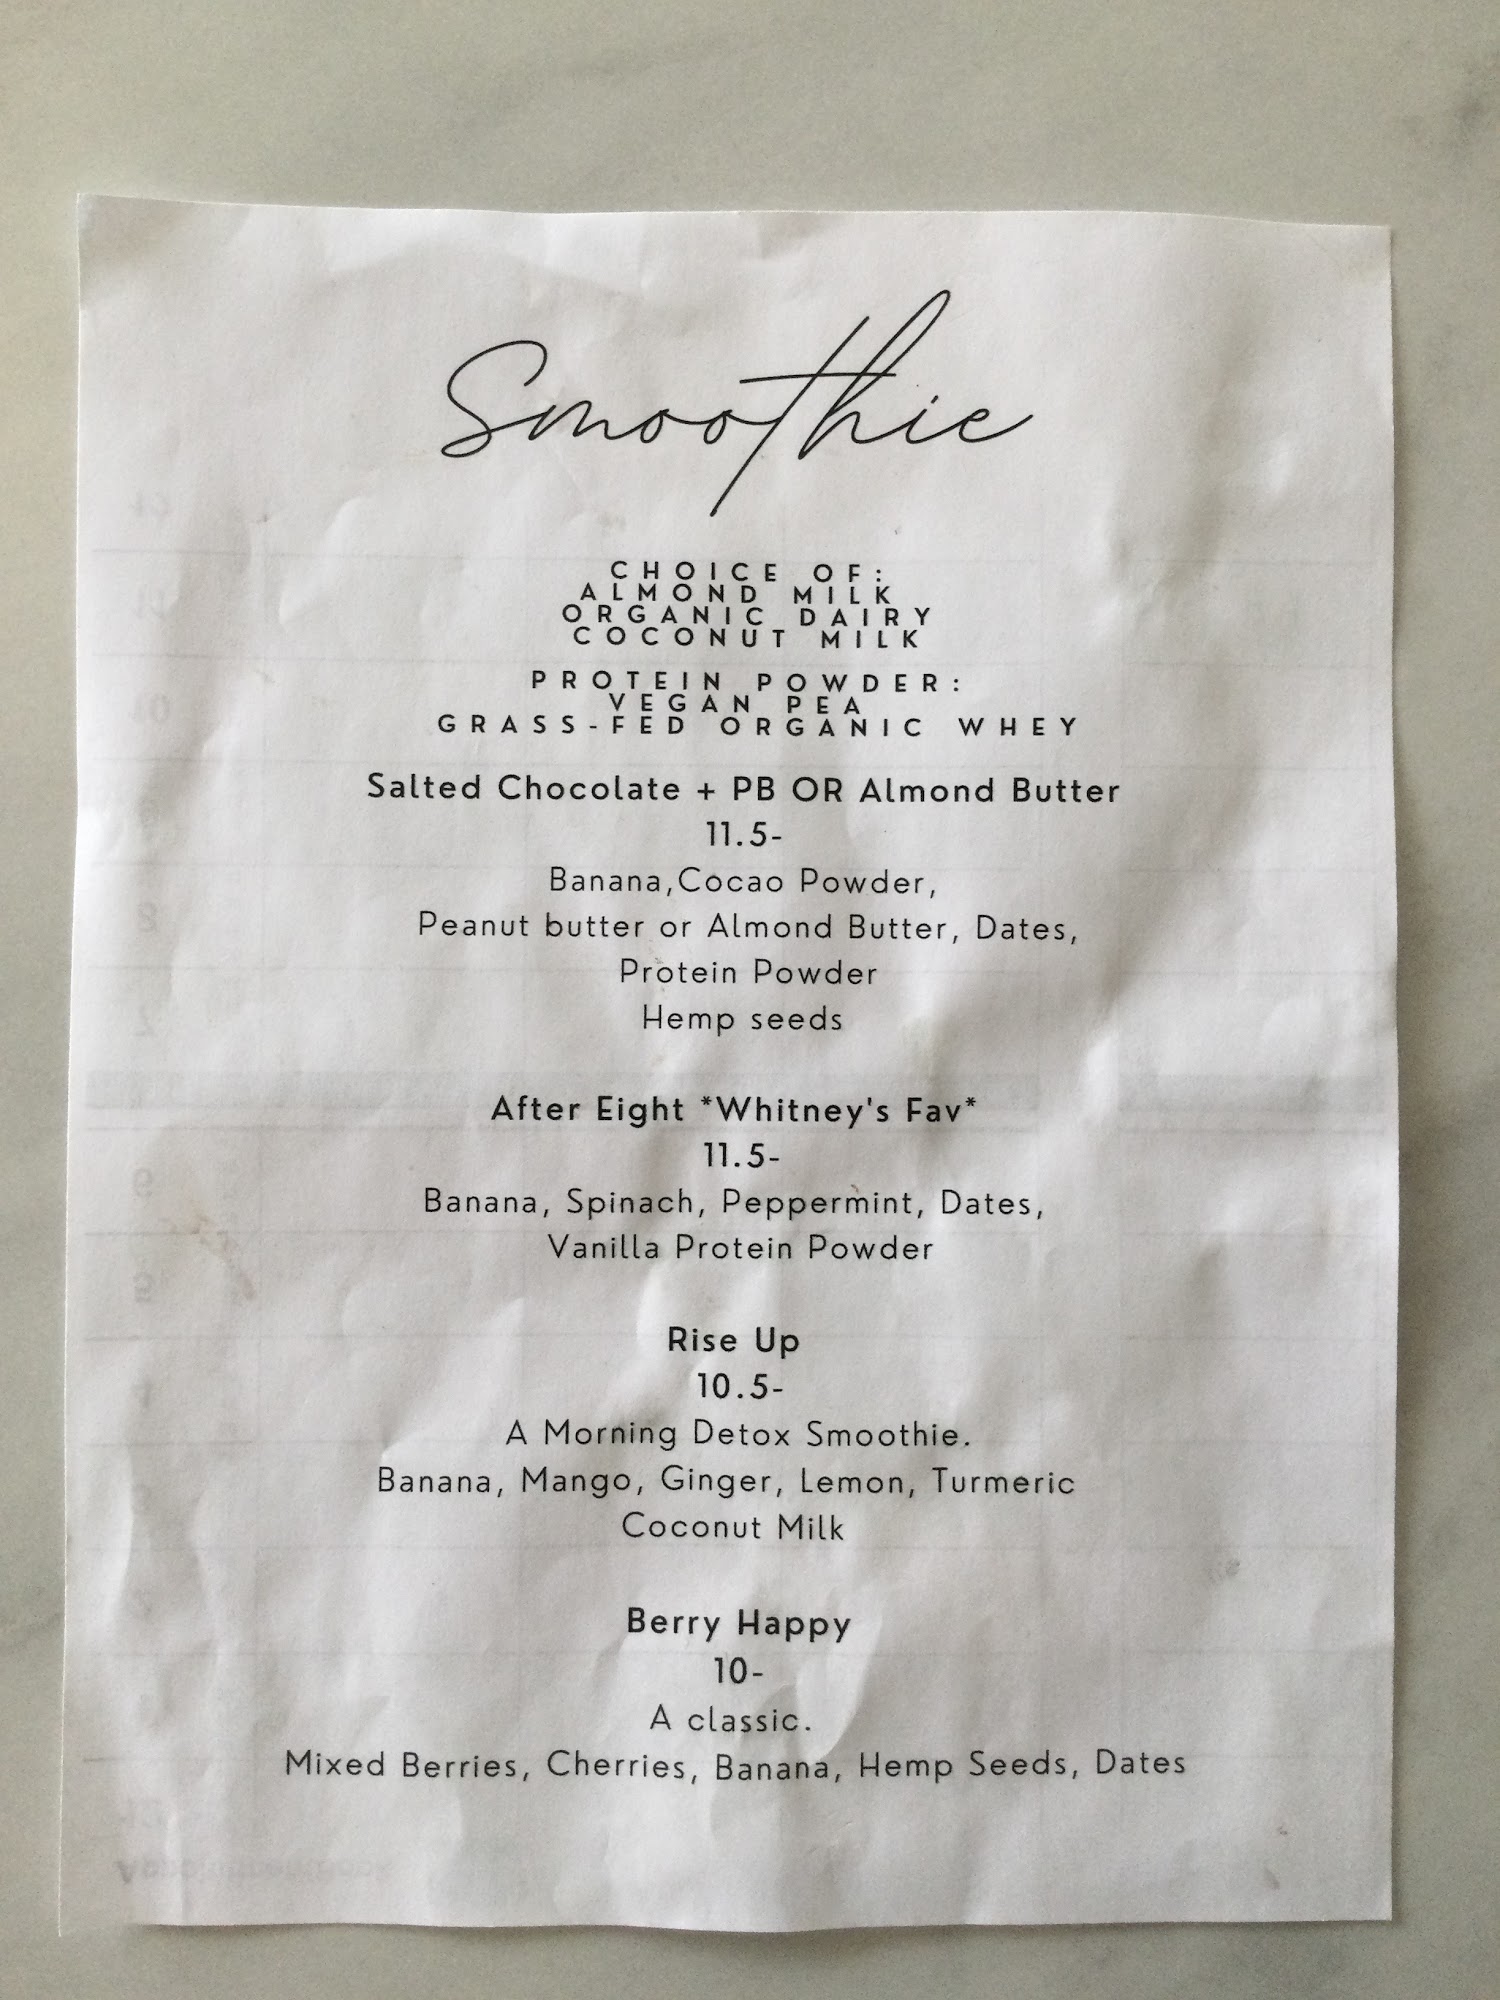 Smoothie
CHOICE OF:
ALMOND MILK
ORGANIC DAIRY
COCONUT MILK
PROTEIN POWDER:
VEGAN PEA
GRASS-FED ORGANIC WHEY
Salted Chocolate + PB OR Almond Butter
11.5-
Banana,Cocao Powder,
Peanut butter or Almond Butter, Dates,
Protein Powder
Hemp seeds
After Eight *Whitney's Fav*
11.5-
Banana, Spinach, Peppermint, Dates,
Vanilla Protein Powder
Rise Up
10.5-
A Morning Detox Smoothie.
Banana, Mango, Ginger, Lemon, Turmeric
Coconut Milk
Berry Happy
10-
A classic.
Mixed Berries, Cherries, Banana, Hemp Seeds, Dates